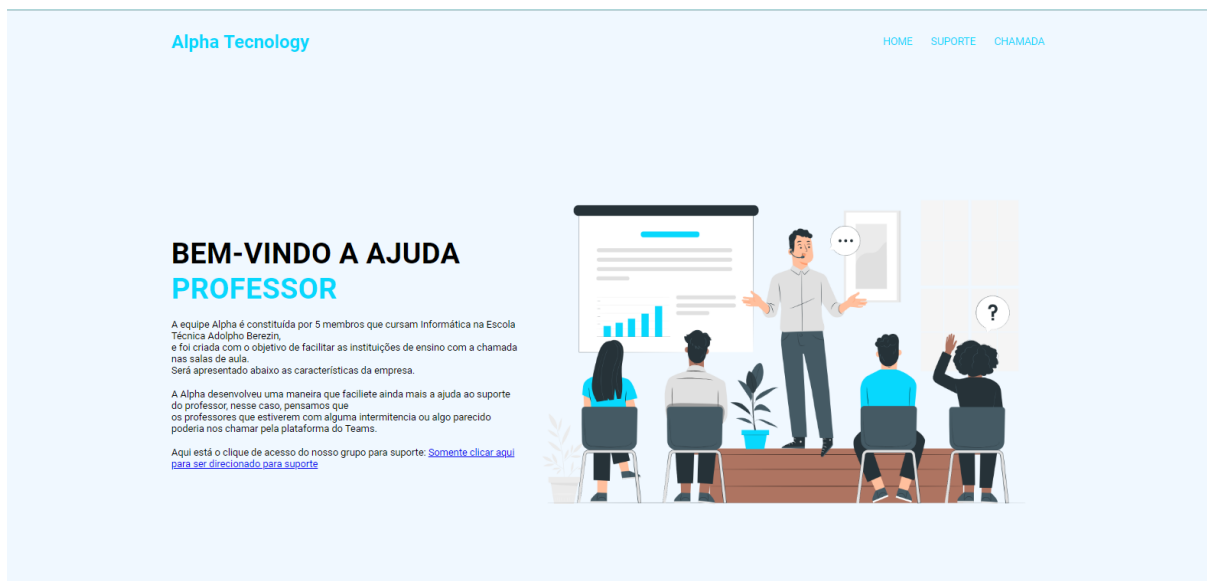 Alpha Tecnology
HOME SUPORTE CHAMADA
BEM-VINDO A AJUDA
PROFESSOR
A equipe Alpha é constituída por 5 membros que cursam Informática na Escola
Técnica Adolpho Berezin,
e foi criada com o objetivo de facilitar as instituições de ensino com a chamada
nas salas de aula.
Será apresentado abaixo as características da empresa.
A Alpha desenvolveu uma maneira que faciliete ainda mais a ajuda ao suporte
do professor, nesse caso, pensamos que
os professores que estiverem com alguma intermitencia ou algo parecido
poderia nos chamar pela plataforma do Teams.
Aqui está o clique de acesso do nosso grupo para suporte: Somente clicar aqui
para ser direcionado para suporte
?